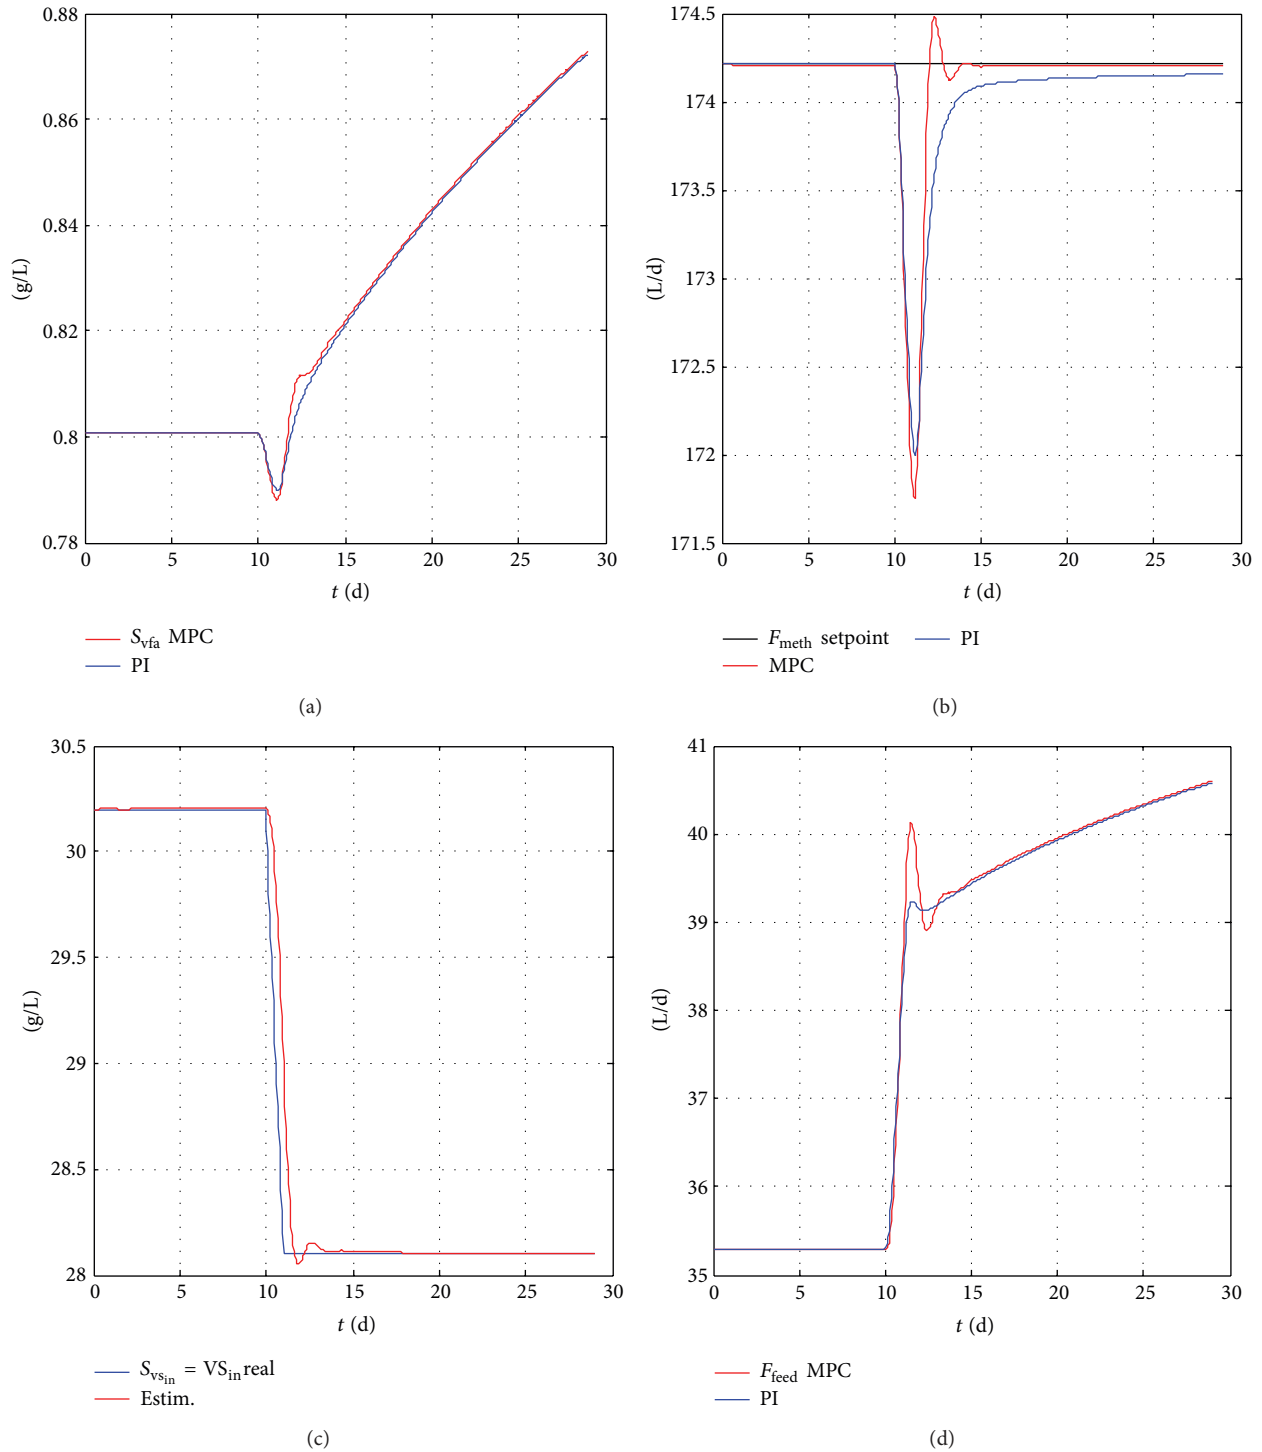 0.88
0.86
0.84
0.82
0.8
0.78
(g/L)
0 5 10 15 20 25 30
t (d)
S_vfa MPC
PI
(a)
174.5
174
173.5
173
172.5
172
171.5
(L/d)
0 5 10 15 20 25 30
t (d)
F_meth setpoint
PI
MPC
(b)
30.5
30
29.5
29
28.5
28
(g/L)
0 5 10 15 20 25 30
t (d)
S_vs_in = VS_in real
Estim.
(c)
41
40
39
38
37
36
35
(L/d)
0 5 10 15 20 25 30
t (d)
F_feed MPC
PI
(d)